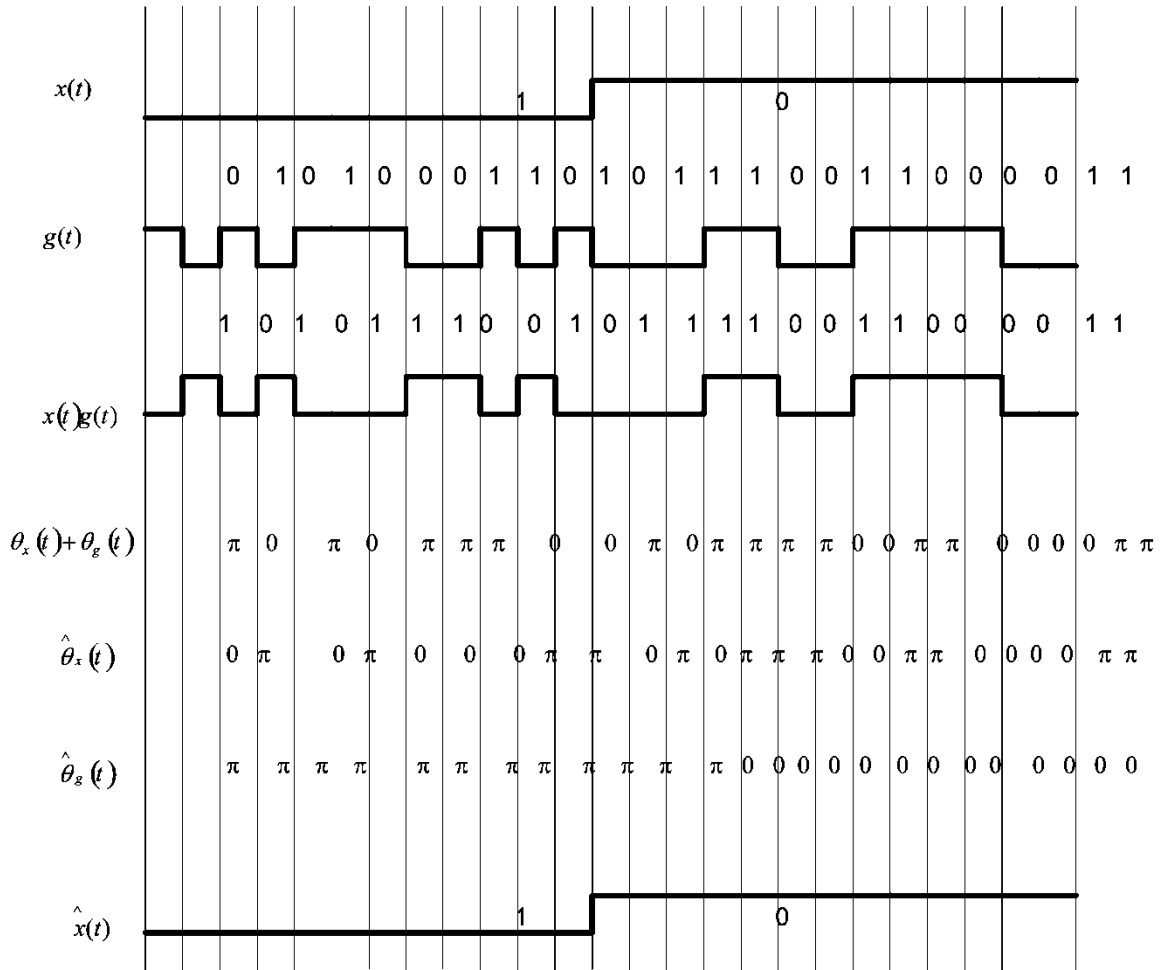 x(t) 1 0
0 1 0 1 0 0 0 1 1 0 1 0 1 1 1 0 0 1 1 0 0 0 0 1 1
g(t)
1 0 1 0 1 1 1 0 0 1 0 1 1 1 1 0 0 1 1 0 0 0 0 1 1
x(t)g(t)
θx(t)+θg(t) π 0 π 0 π π π 0 0 π 0 π π π π 0 0 π π 0 0 0 0 π π
θ̂x(t) 0 π 0 π 0 0 0 π π 0 π 0 π π π 0 0 π π 0 0 0 0 π π
θ̂g(t) π π π π π π π π π π π π 0 0 0 0 0 0 0 0 0 0 0 0 0
x̂(t) 1 0